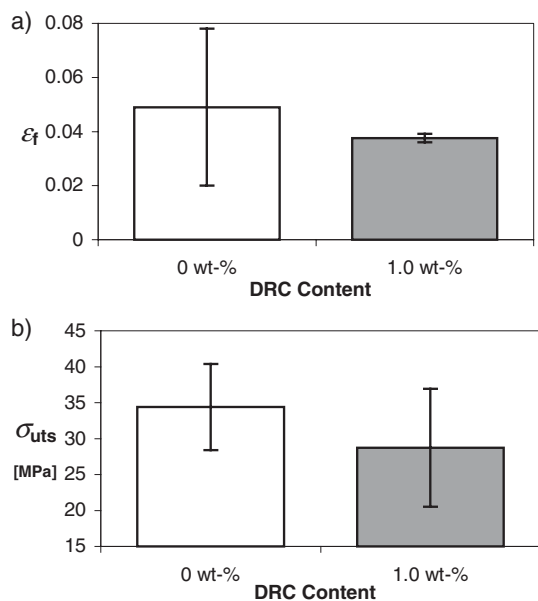 a)
0.08
0.06
εf 0.04
0.02
0
0 wt-% 1.0 wt-%
DRC Content
b)
45
40
35
σuts
30
[MPa] 25
20
15
0 wt-% 1.0 wt-%
DRC Content